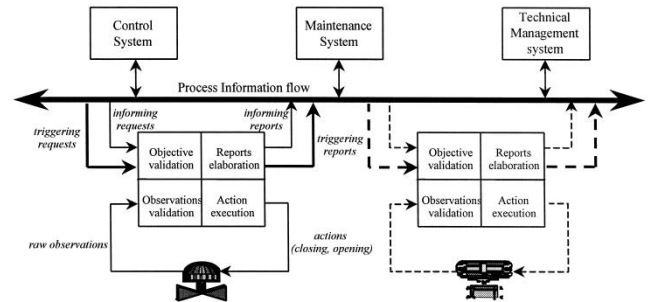 Control
System
Maintenance
System
Technical
Management
system
Process Information flow
informing
requests
informing
reports
triggering
requests
triggering
reports
Objective
validation
Reports
elaboration
Observations
validation
Action
execution
Objective
validation
Reports
elaboration
Observations
validation
Action
execution
raw observations
actions
(closing, opening)